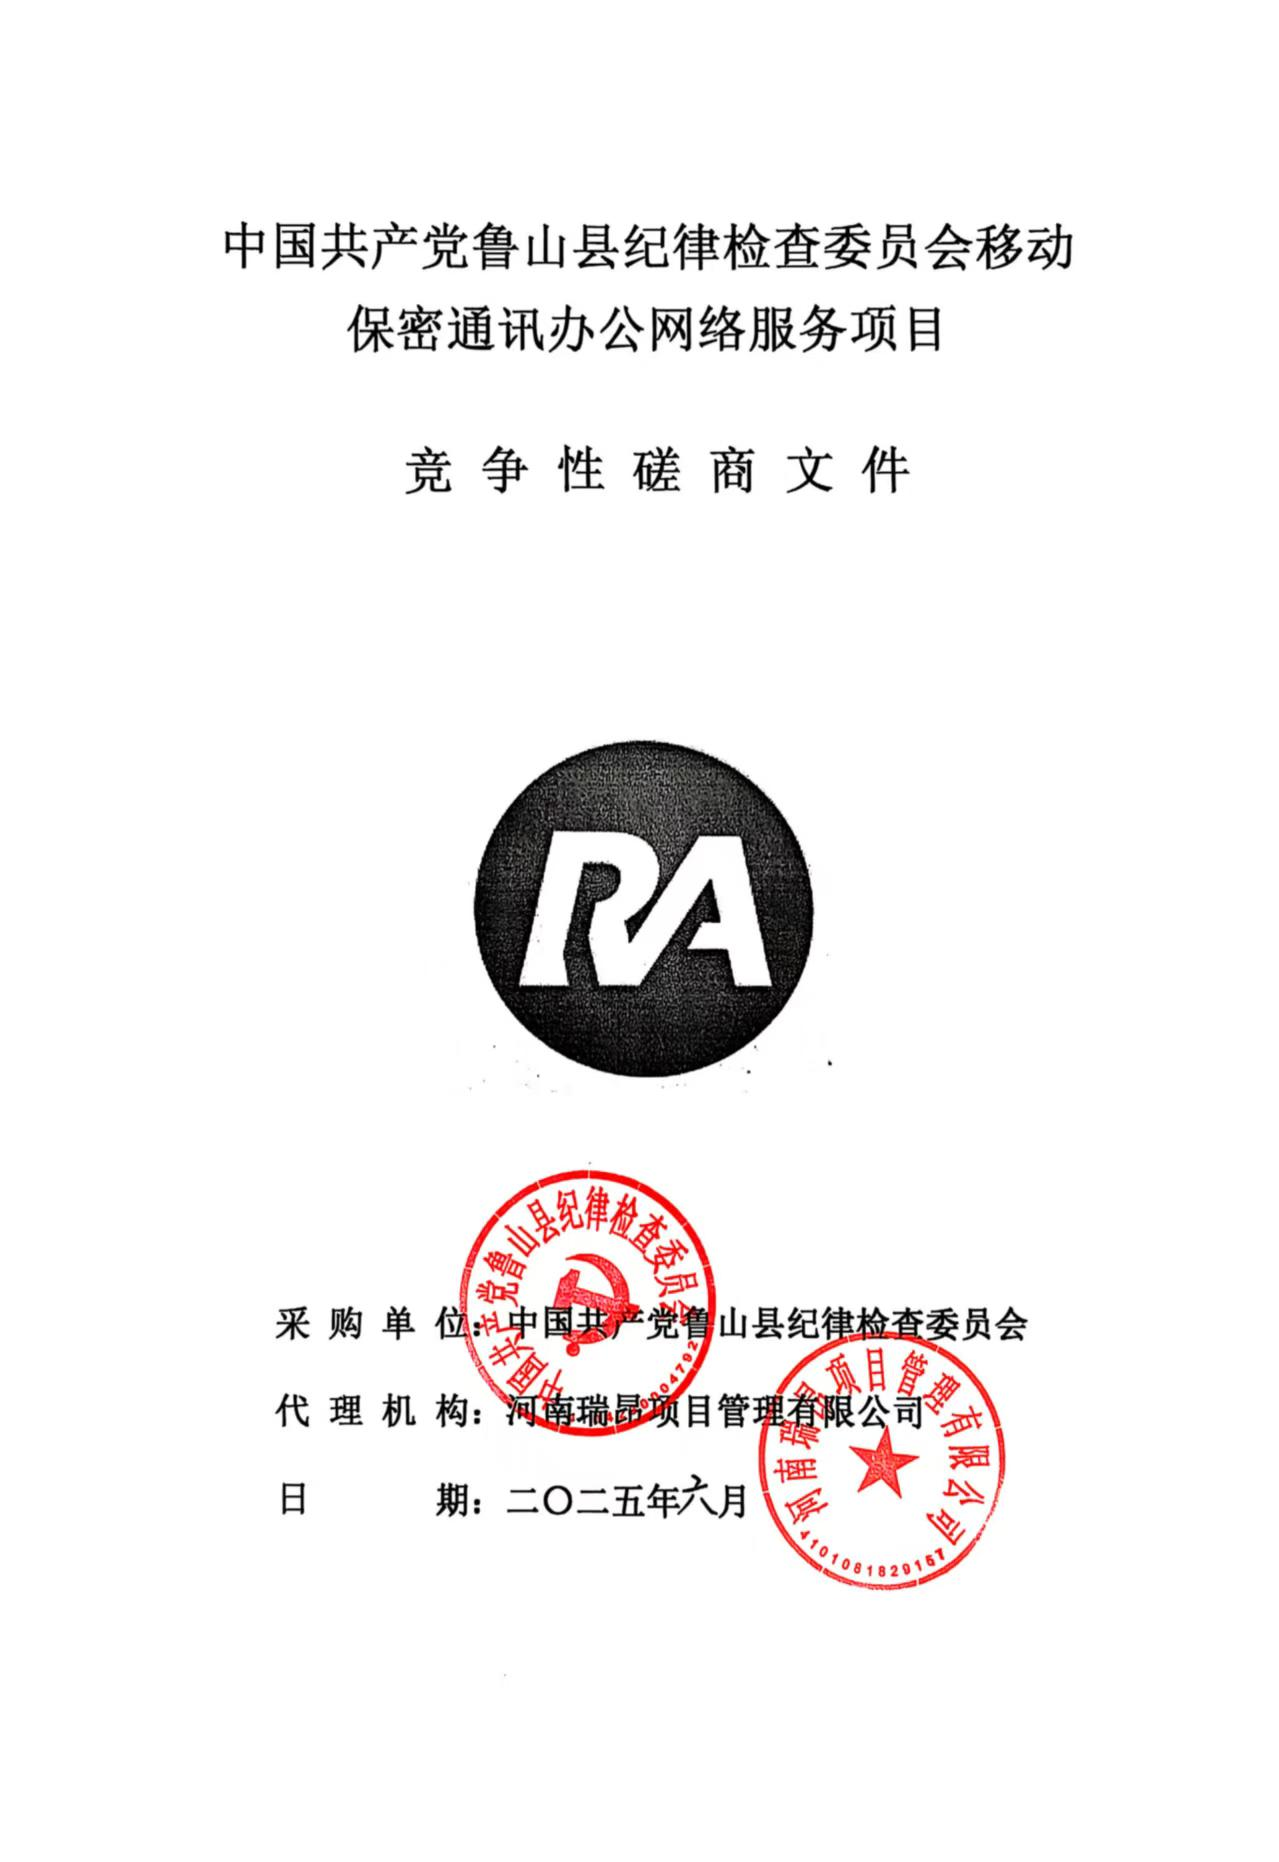 中国共产党鲁山县纪律检查委员会移动
保密通讯办公网络服务项目
竞争性磋商文件
RA
中国共产党鲁山县纪律检查委员会
采购单位：中国共产党鲁山县纪律检查委员会
代理机构：河南瑞昂项目管理有限公司
日期：二〇二五年六月
河南瑞昂项目管理有限公司
4101081829157